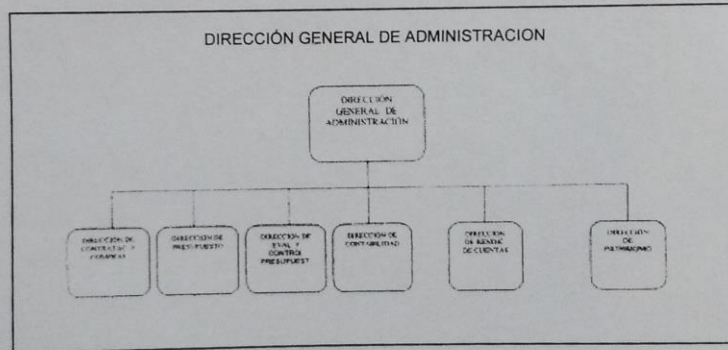 DIRECCIÓN GENERAL DE ADMINISTRACION
DIRECCIÓN
GENERAL DE
ADMINISTRACIÓN
DIRECCIÓN DE
CONTRATAC Y
COMPRAS
DIRECCIÓN DE
PRESUPUESTO
DIRECCIÓN DE
EVAL Y
CONTROL
PRESUPUEST
DIRECCIÓN DE
CONTABILIDAD
DIRECCIÓN
DE RENDIC
DE CUENTAS
DIRECCIÓN
DE
PATRIMONIO